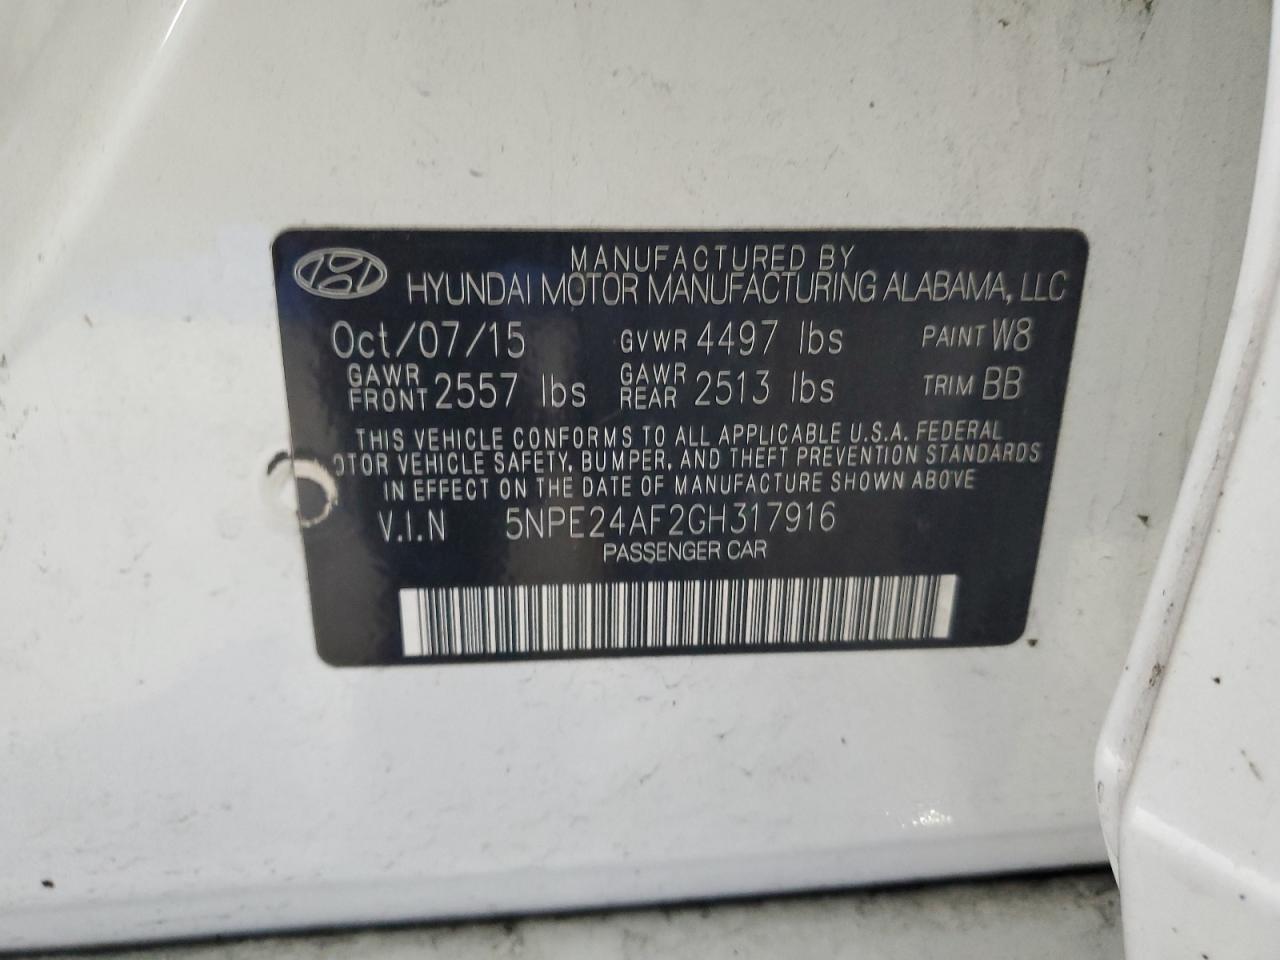 MANUFACTURED BY
HYUNDAI MOTOR MANUFACTURING ALABAMA, LLC
Oct/07/15 GVWR 4497 lbs PAINT W8
GAWR FRONT 2557 lbs GAWR REAR 2513 lbs TRIM BB
THIS VEHICLE CONFORMS TO ALL APPLICABLE U.S.A. FEDERAL
OTOR VEHICLE SAFETY, BUMPER, AND THEFT PREVENTION STANDARDS
IN EFFECT ON THE DATE OF MANUFACTURE SHOWN ABOVE
V.I.N 5NPE24AF2GH317916
PASSENGER CAR